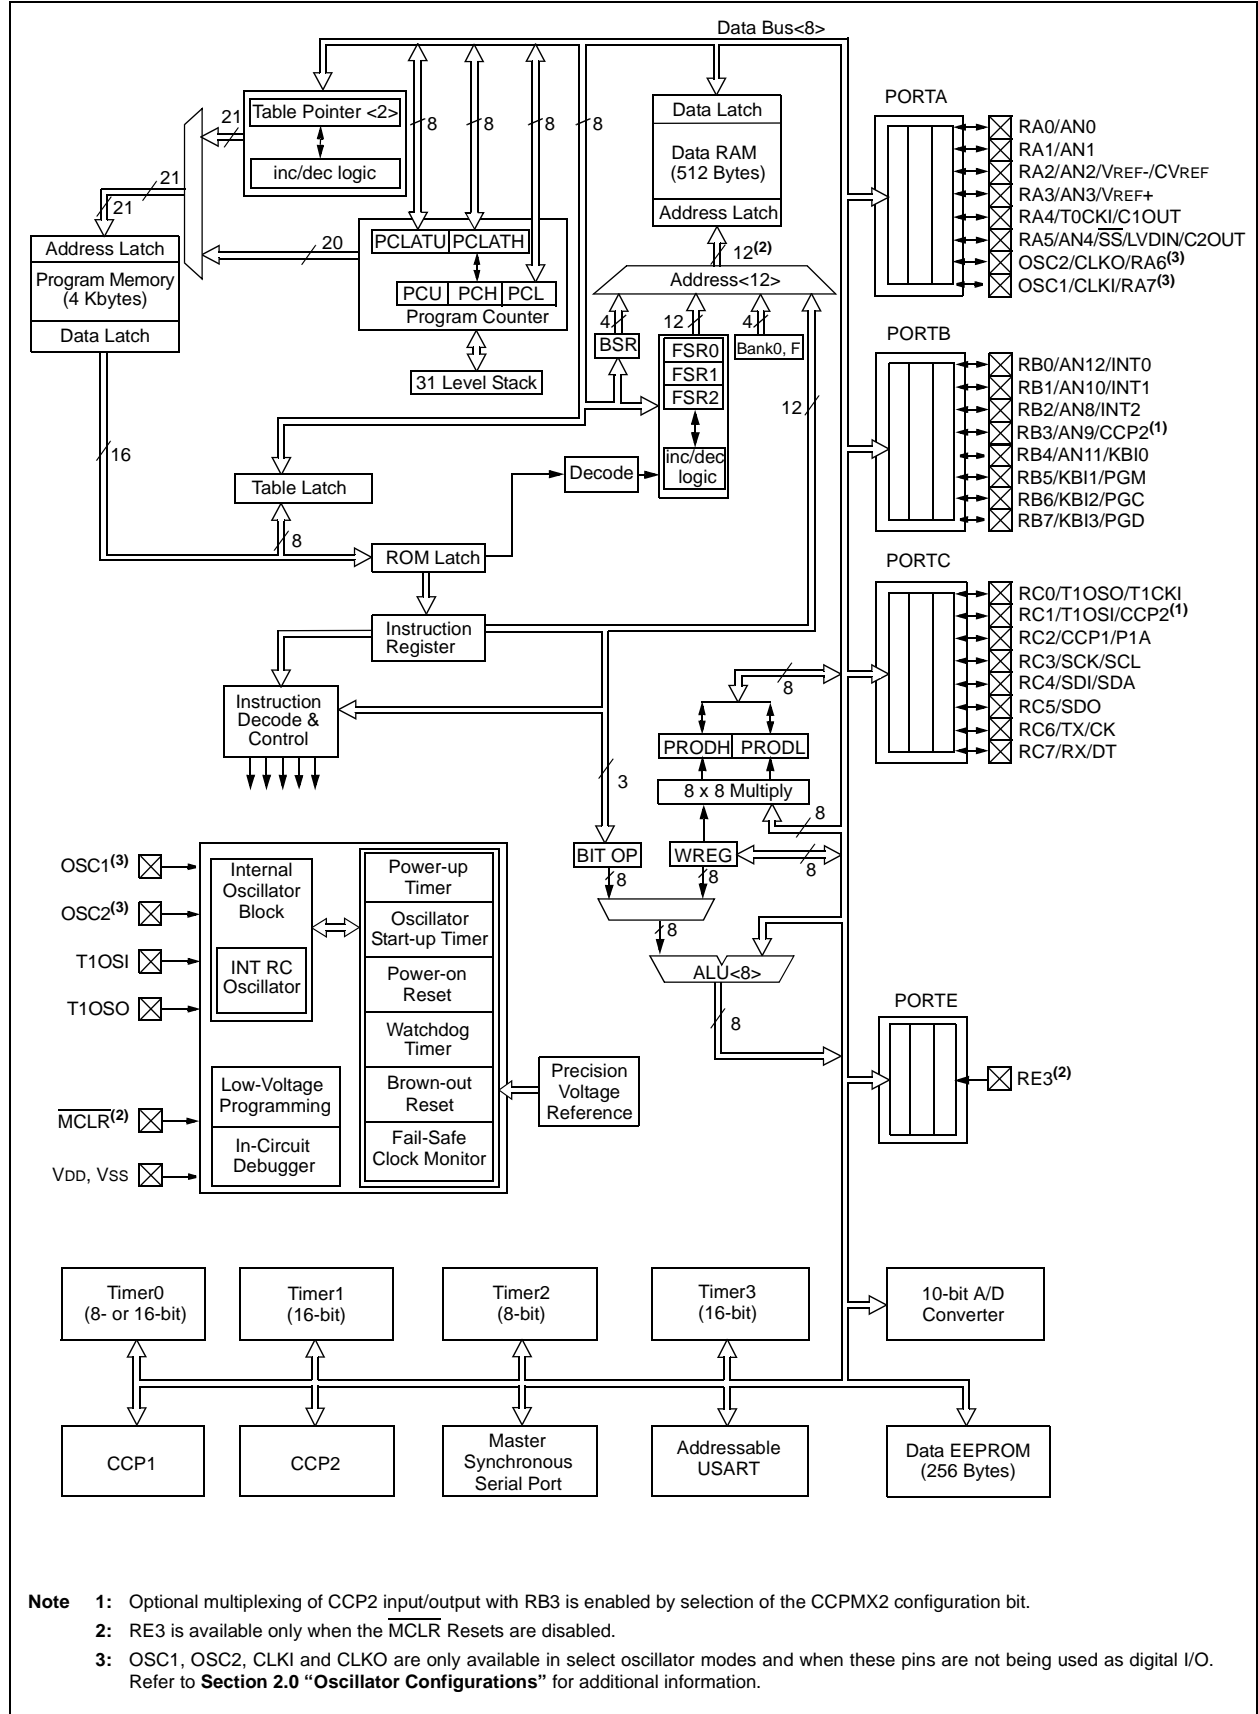 Data Bus<8>
Table Pointer <2>
inc/dec logic
21
8
8
8
8
Data Latch
Data RAM
(512 Bytes)
Address Latch
12(2)
Address<12>
21
21
Address Latch
Program Memory
(4 Kbytes)
Data Latch
20
PCLATU PCLATH
PCU PCH PCL
Program Counter
31 Level Stack
4
12
4
BSR
FSR0
FSR1
FSR2
Bank0, F
inc/dec
logic
12
16
Table Latch
Decode
8
ROM Latch
Instruction
Register
Instruction
Decode &
Control
8
PRODH PRODL
3
8 x 8 Multiply
8
BIT OP
WREG
8
8
8
8
ALU<8>
8
PORTA
RA0/AN0
RA1/AN1
RA2/AN2/VREF-/CVREF
RA3/AN3/VREF+
RA4/T0CKI/C1OUT
RA5/AN4/SS/LVDIN/C2OUT
OSC2/CLKO/RA6(3)
OSC1/CLKI/RA7(3)
PORTB
RB0/AN12/INT0
RB1/AN10/INT1
RB2/AN8/INT2
RB3/AN9/CCP2(1)
RB4/AN11/KBI0
RB5/KBI1/PGM
RB6/KBI2/PGC
RB7/KBI3/PGD
PORTC
RC0/T1OSO/T1CKI
RC1/T1OSI/CCP2(1)
RC2/CCP1/P1A
RC3/SCK/SCL
RC4/SDI/SDA
RC5/SDO
RC6/TX/CK
RC7/RX/DT
PORTE
RE3(2)
OSC1(3)
OSC2(3)
T1OSI
T1OSO
MCLR(2)
VDD, VSS
Internal
Oscillator
Block
INT RC
Oscillator
Low-Voltage
Programming
In-Circuit
Debugger
Power-up
Timer
Oscillator
Start-up Timer
Power-on
Reset
Watchdog
Timer
Brown-out
Reset
Fail-Safe
Clock Monitor
Precision
Voltage
Reference
Timer0
(8- or 16-bit)
Timer1
(16-bit)
Timer2
(8-bit)
Timer3
(16-bit)
10-bit A/D
Converter
CCP1
CCP2
Master
Synchronous
Serial Port
Addressable
USART
Data EEPROM
(256 Bytes)
Note 1: Optional multiplexing of CCP2 input/output with RB3 is enabled by selection of the CCPMX2 configuration bit.
2: RE3 is available only when the MCLR Resets are disabled.
3: OSC1, OSC2, CLKI and CLKO are only available in select oscillator modes and when these pins are not being used as digital I/O.
Refer to Section 2.0 “Oscillator Configurations” for additional information.